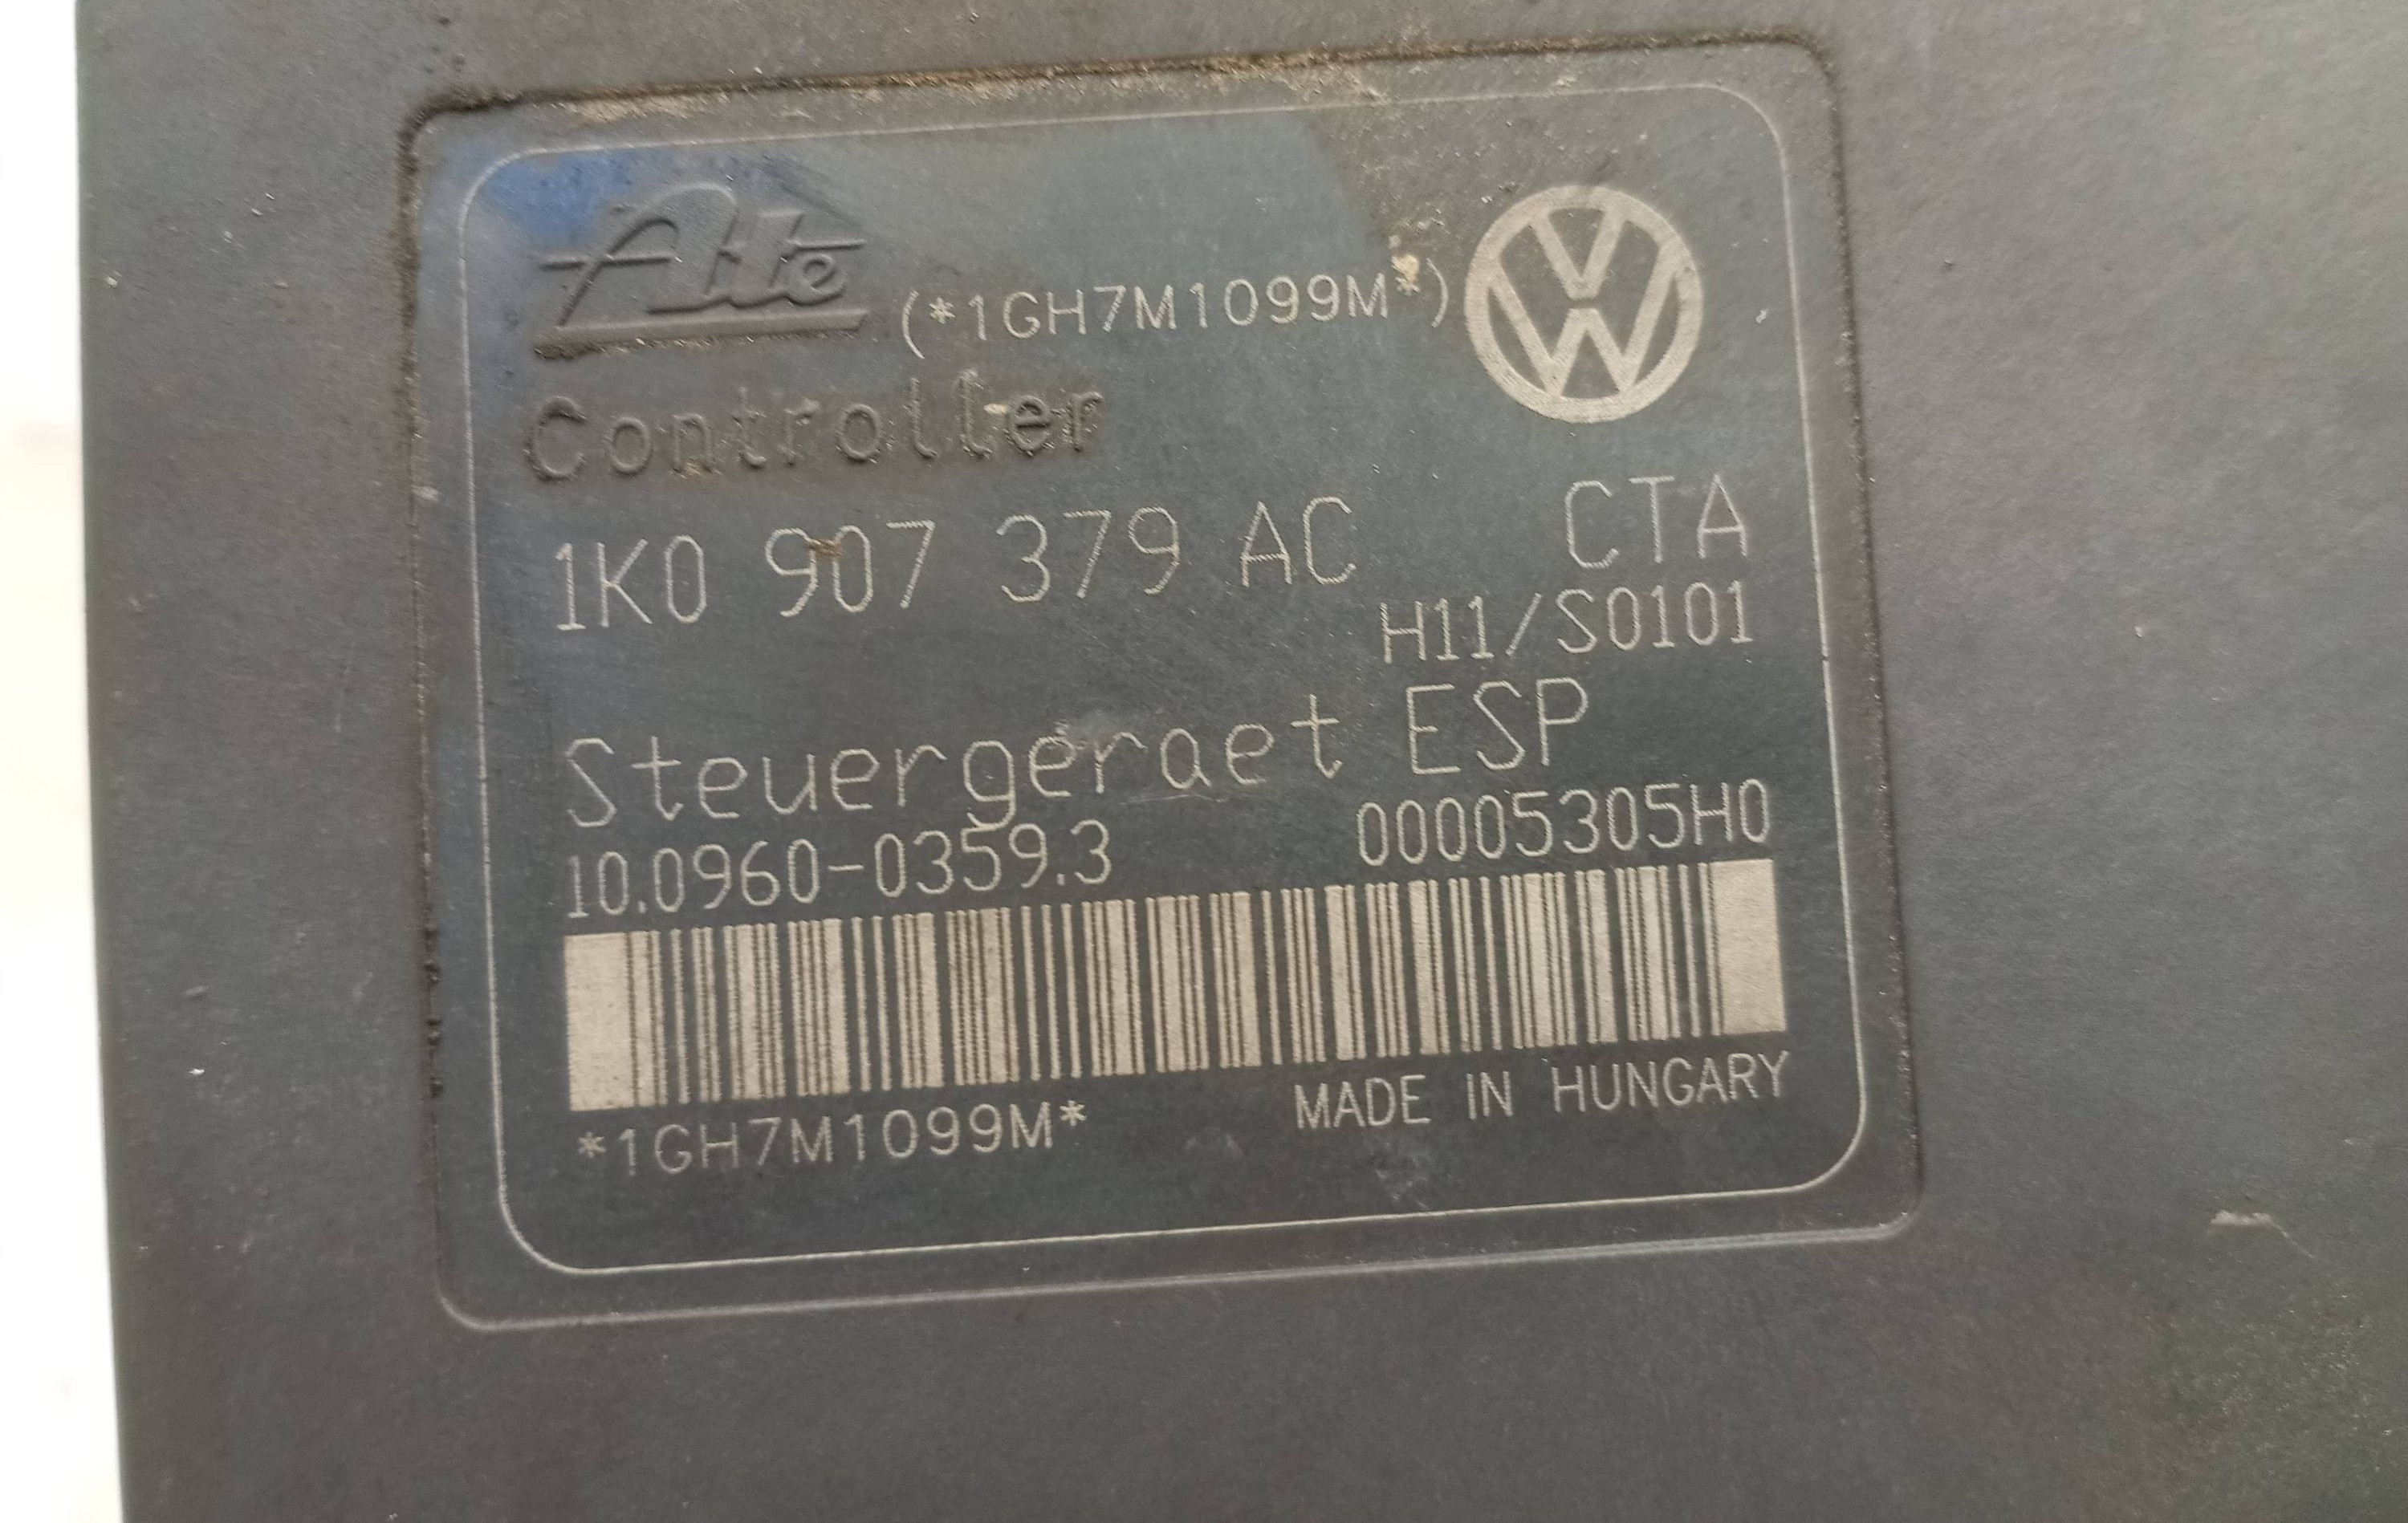 Ate (*1GH7M1099M*) VW
Controller
1K0 907 379 AC CTA
H11/S0101
Steuergeraet ESP
10.0960-0359.3 00005305H0
*1GH7M1099M* MADE IN HUNGARY